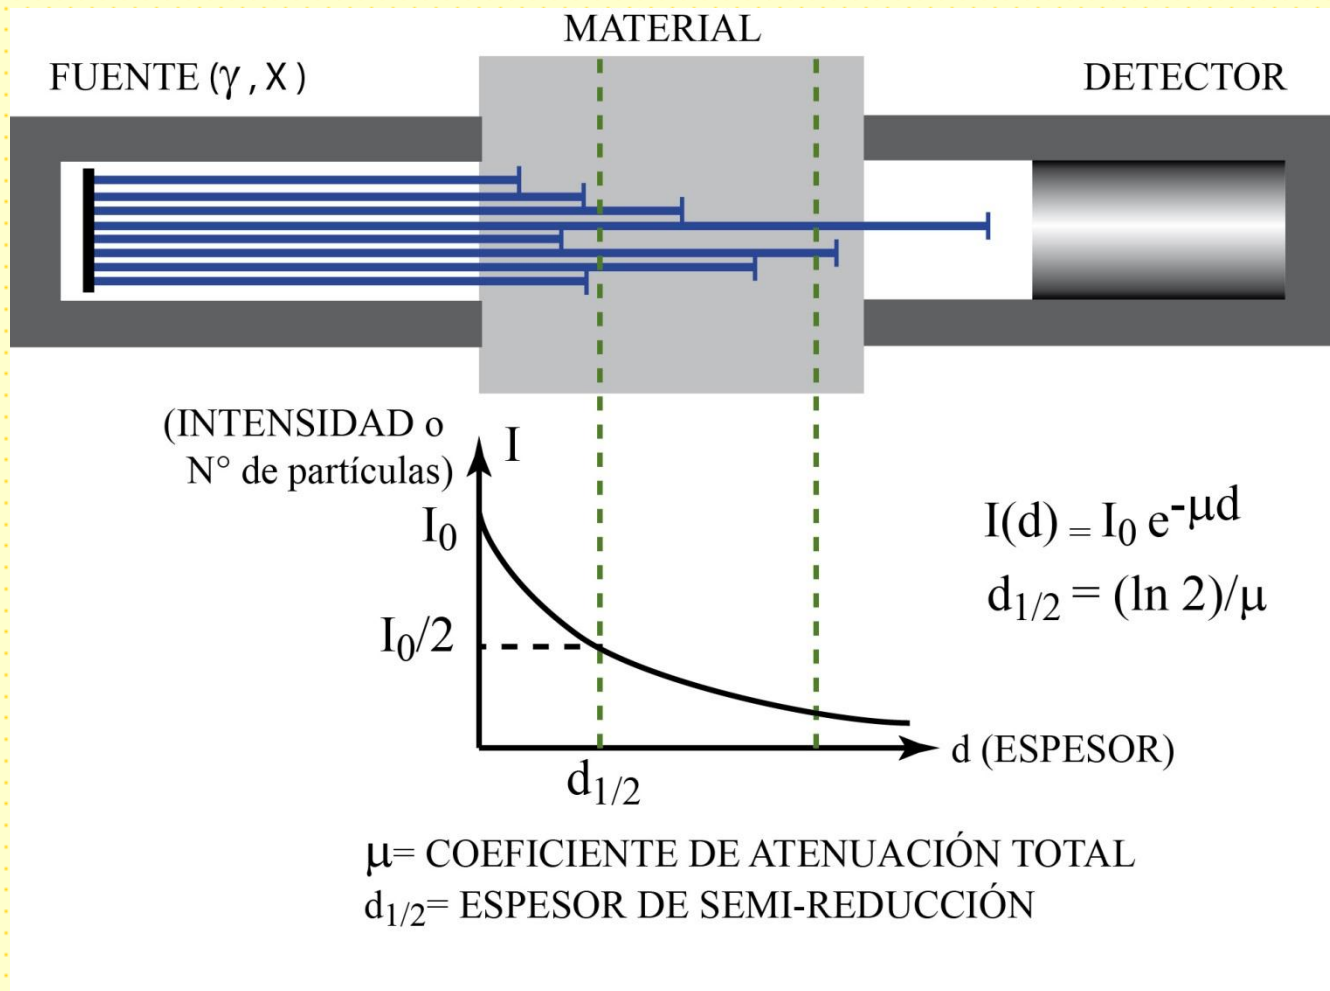 MATERIAL
FUENTE (γ, X)
DETECTOR
(INTENSIDAD o
N° de partículas)
I
I0
I0/2
d1/2
d (ESPESOR)
I(d) = I0 e-μd
d1/2 = (ln 2)/μ
μ= COEFICIENTE DE ATENUACIÓN TOTAL
d1/2= ESPESOR DE SEMI-REDUCCIÓN